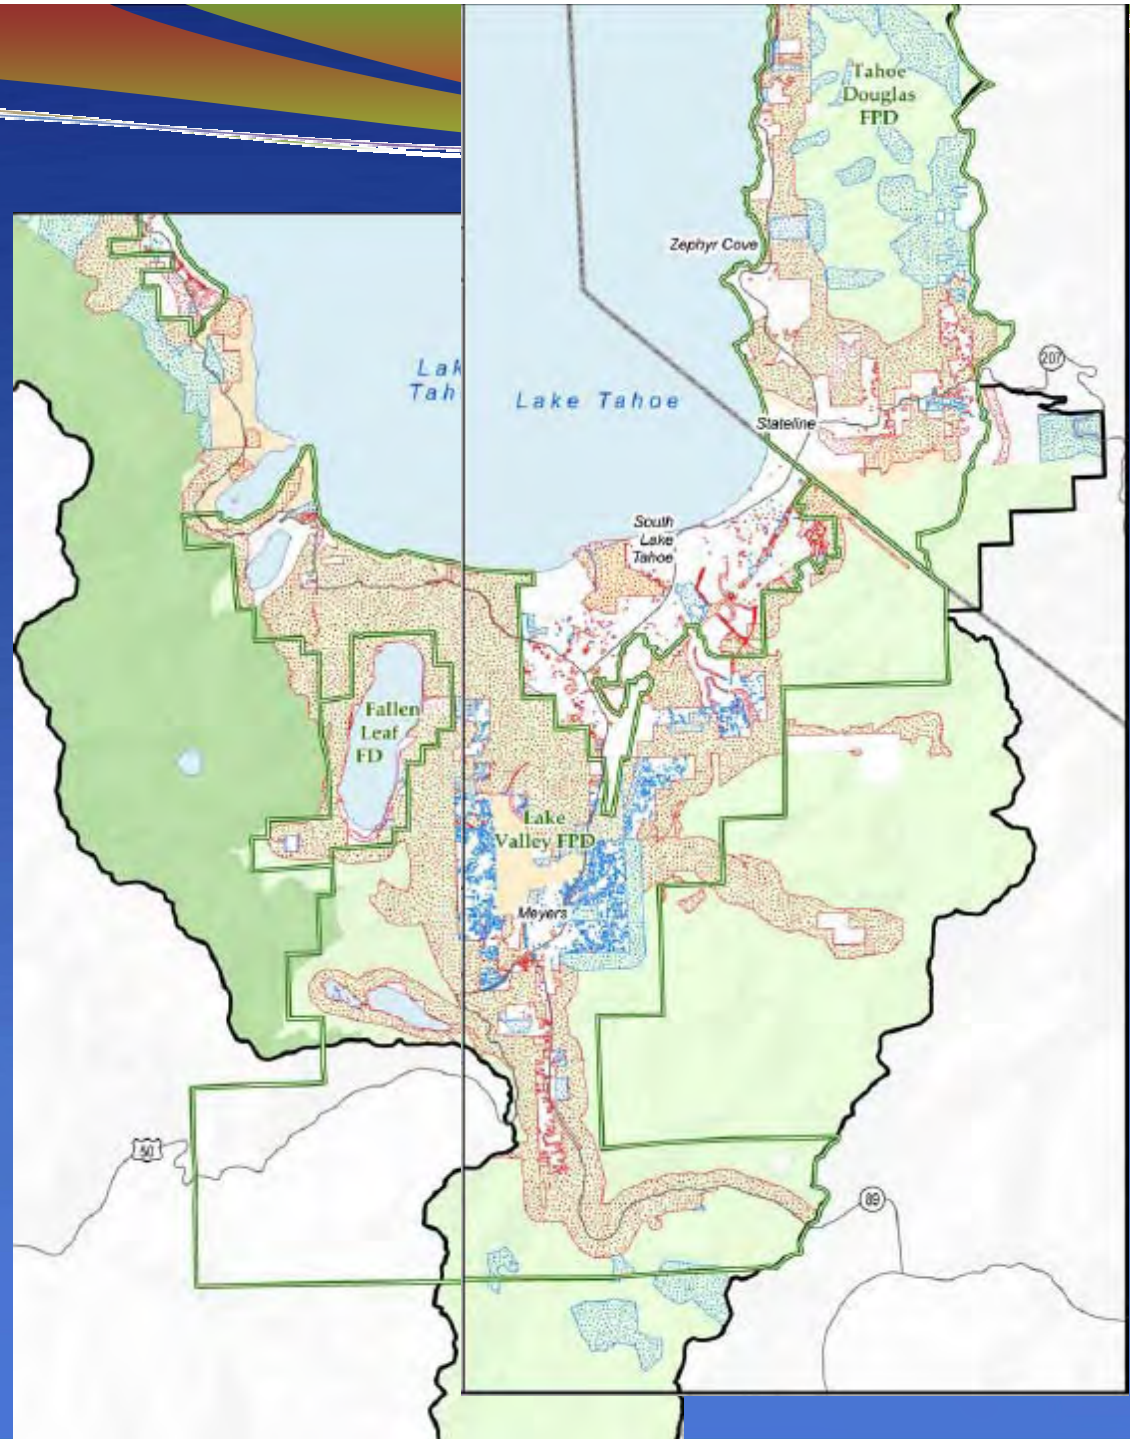 Tahoe
Douglas
FPD
Zephyr Cove
207
Lak
Tah
Lake Tahoe
Stateline
South
Lake
Tahoe
Fallen
Leaf
FD
Lake
Valley FPD
Meyers
50
89